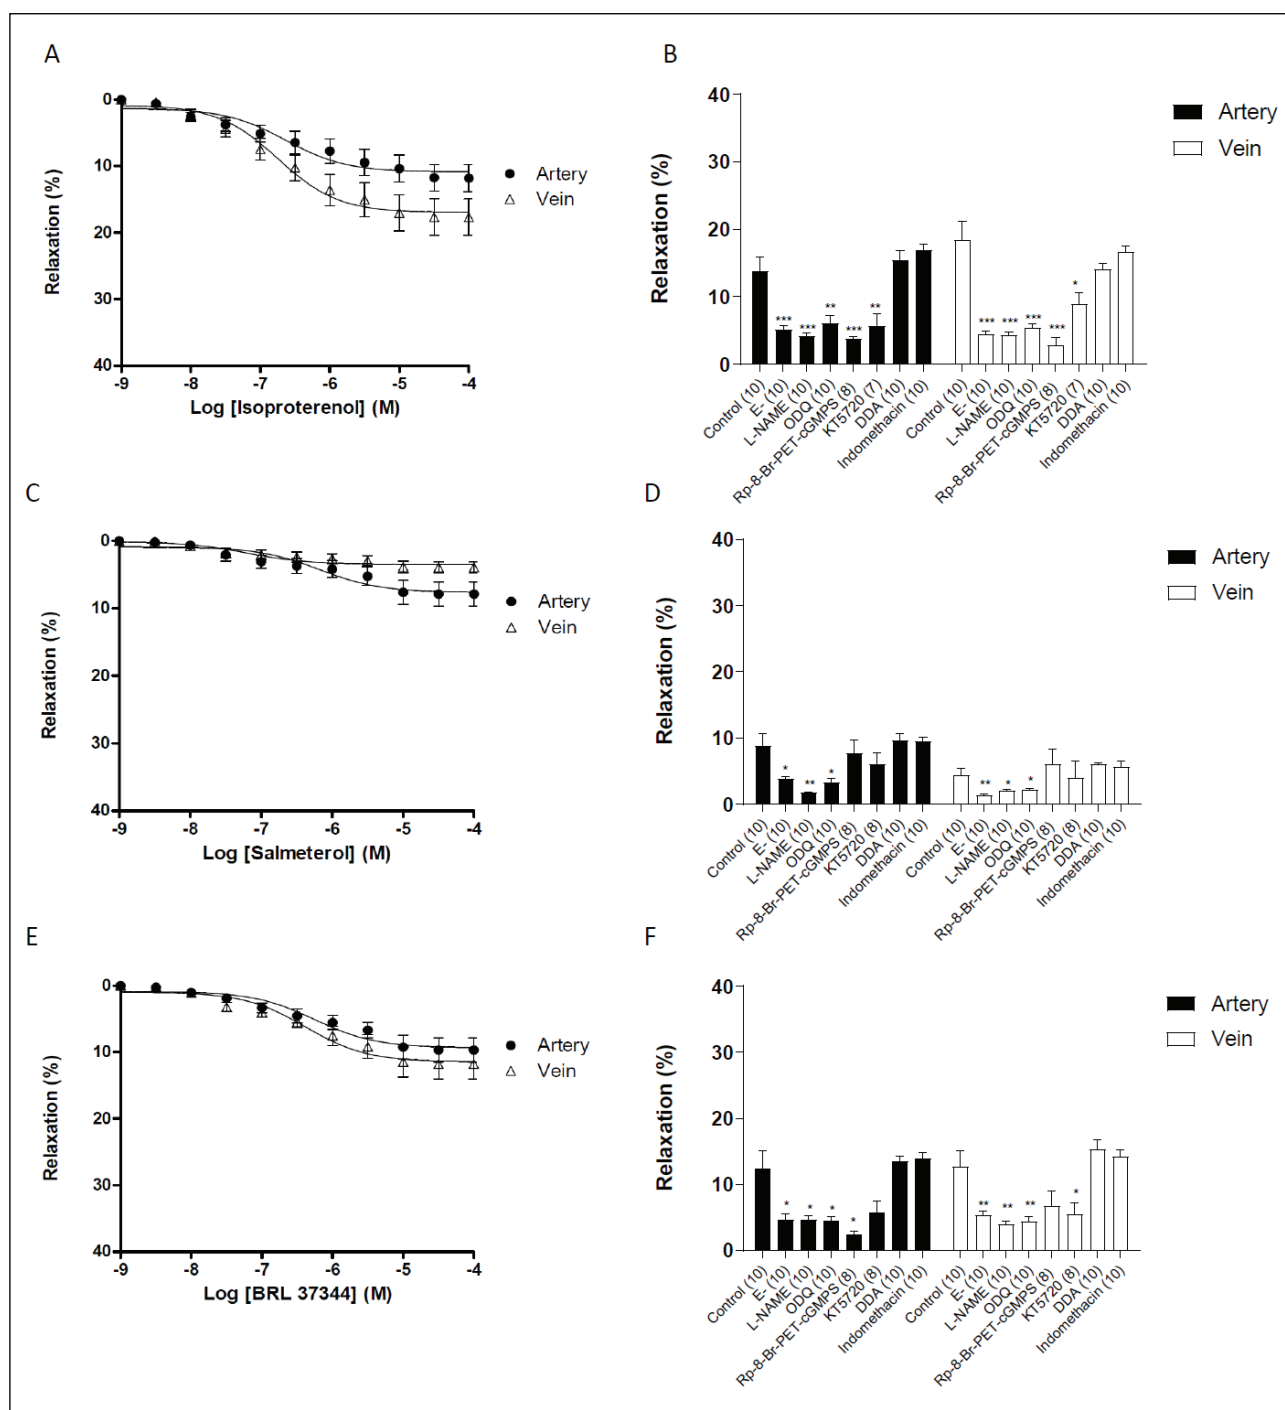 A
0
10
20
30
40
Relaxation (%)
-9 -8 -7 -6 -5 -4
Log [Isoproterenol] (M)
Artery
Vein
B
40
30
20
10
0
Relaxation (%)
*** *** ** *** ** *** *** *** *** *
Control (10)
E- (10)
L-NAME (10)
ODQ (10)
Rp-8-Br-PET-cGMPS (8)
KT5720 (7)
DDA (10)
Indomethacin (10)
Control (10)
E- (10)
L-NAME (10)
ODQ (10)
Rp-8-Br-PET-cGMPS (8)
KT5720 (7)
DDA (10)
Indomethacin (10)
Artery
Vein
C
0
10
20
30
40
Relaxation (%)
-9 -8 -7 -6 -5 -4
Log [Salmeterol] (M)
Artery
Vein
D
40
30
20
10
0
Relaxation (%)
* ** * ** * *
Control (10)
E- (10)
L-NAME (10)
ODQ (10)
Rp-8-Br-PET-cGMPS (8)
KT5720 (8)
DDA (10)
Indomethacin (10)
Control (10)
E- (10)
L-NAME (10)
ODQ (10)
Rp-8-Br-PET-cGMPS (8)
KT5720 (8)
DDA (10)
Indomethacin (10)
Artery
Vein
E
0
10
20
30
40
Relaxation (%)
-9 -8 -7 -6 -5 -4
Log [BRL 37344] (M)
Artery
Vein
F
40
30
20
10
0
Relaxation (%)
* * * * ** ** ** *
Control (10)
E- (10)
L-NAME (10)
ODQ (10)
Rp-8-Br-PET-cGMPS (8)
KT5720 (8)
DDA (10)
Indomethacin (10)
Control (10)
E- (10)
L-NAME (10)
ODQ (10)
Rp-8-Br-PET-cGMPS (8)
KT5720 (8)
DDA (10)
Indomethacin (10)
Artery
Vein